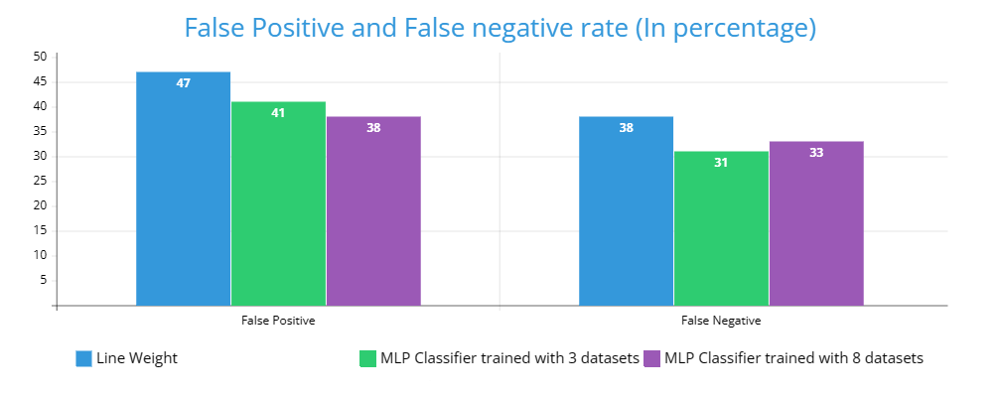 False Positive and False negative rate (In percentage)
50
45
40
35
30
25
20
15
10
5
47
41
38
38
31
33
False Positive
False Negative
Line Weight
MLP Classifier trained with 3 datasets
MLP Classifier trained with 8 datasets